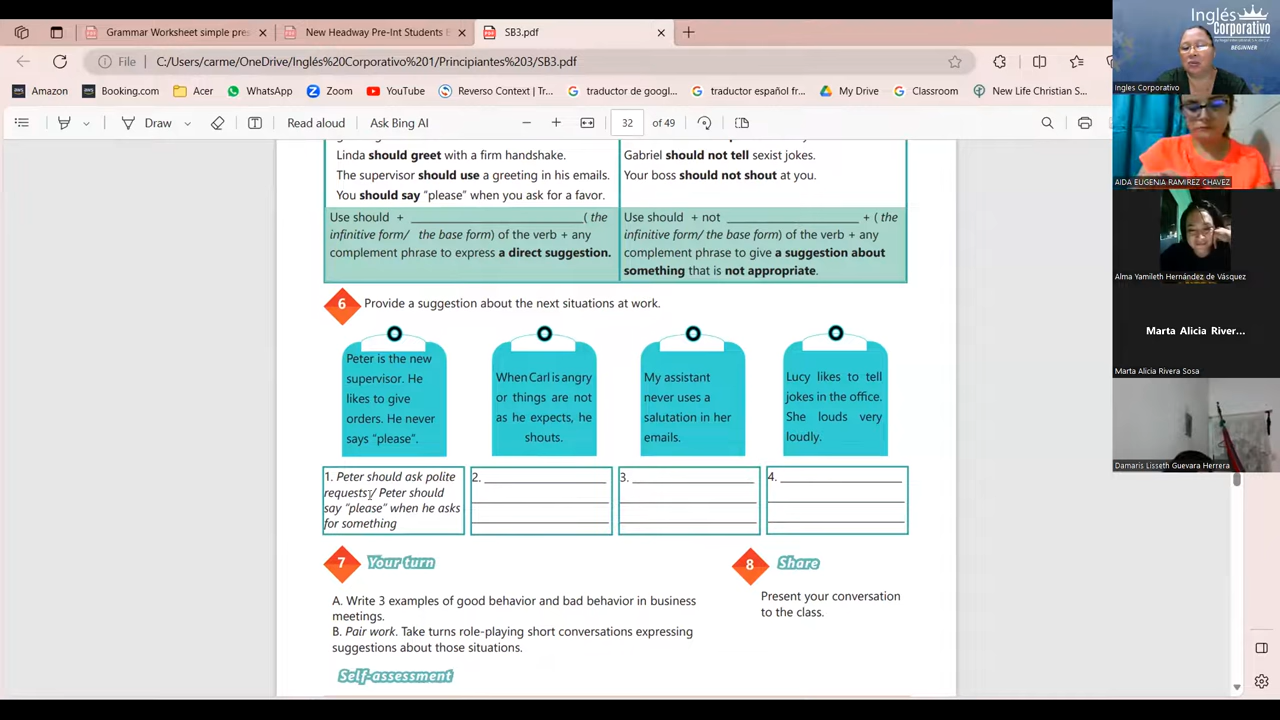 Grammar Worksheet simple pres
New Headway Pre-Int Students E
SB3.pdf
File
C:/Users/carme/OneDrive/Inglés%20Corporativo%201/Principiantes%203/SB3.pdf
Amazon
Booking.com
Acer
WhatsApp
Zoom
YouTube
Reverso Context | Tr...
traductor de googl...
traductor español fr...
My Drive
Classroom
New Life Christian S...
Draw
Read aloud
Ask Bing AI
32
of 49
Linda should greet with a firm handshake.
The supervisor should use a greeting in his emails.
You should say “please” when you ask for a favor.
Gabriel should not tell sexist jokes.
Your boss should not shout at you.
Use should + ______________________ ( the
infinitive form/ the base form) of the verb + any
complement phrase to express a direct suggestion.
Use should + not _________________ + ( the
infinitive form/ the base form) of the verb + any
complement phrase to give a suggestion about
something that is not appropriate.
6
Provide a suggestion about the next situations at work.
Peter is the new
supervisor. He
likes to give
orders. He never
says “please”.
When Carl is angry
or things are not
as he expects, he
shouts.
My assistant
never uses a
salutation in her
emails.
Lucy likes to tell
jokes in the office.
She louds very
loudly.
1. Peter should ask polite
requests/ Peter should
say “please” when he asks
for something
2. ________________
3. ________________
4. ________________
7
Your turn
A. Write 3 examples of good behavior and bad behavior in business
meetings.
B. Pair work. Take turns role-playing short conversations expressing
suggestions about those situations.
8
Share
Present your conversation
to the class.
Self-assessment
Inglés
Corporativo
BEGINNER
Ingles Corporativo
AIDA EUGENIA RAMIREZ CHAVEZ
Alma Yamileth Hernández de Vásquez
Marta Alicia River...
Marta Alicia Rivera Sosa
Damaris Lisseth Guevara Herrera